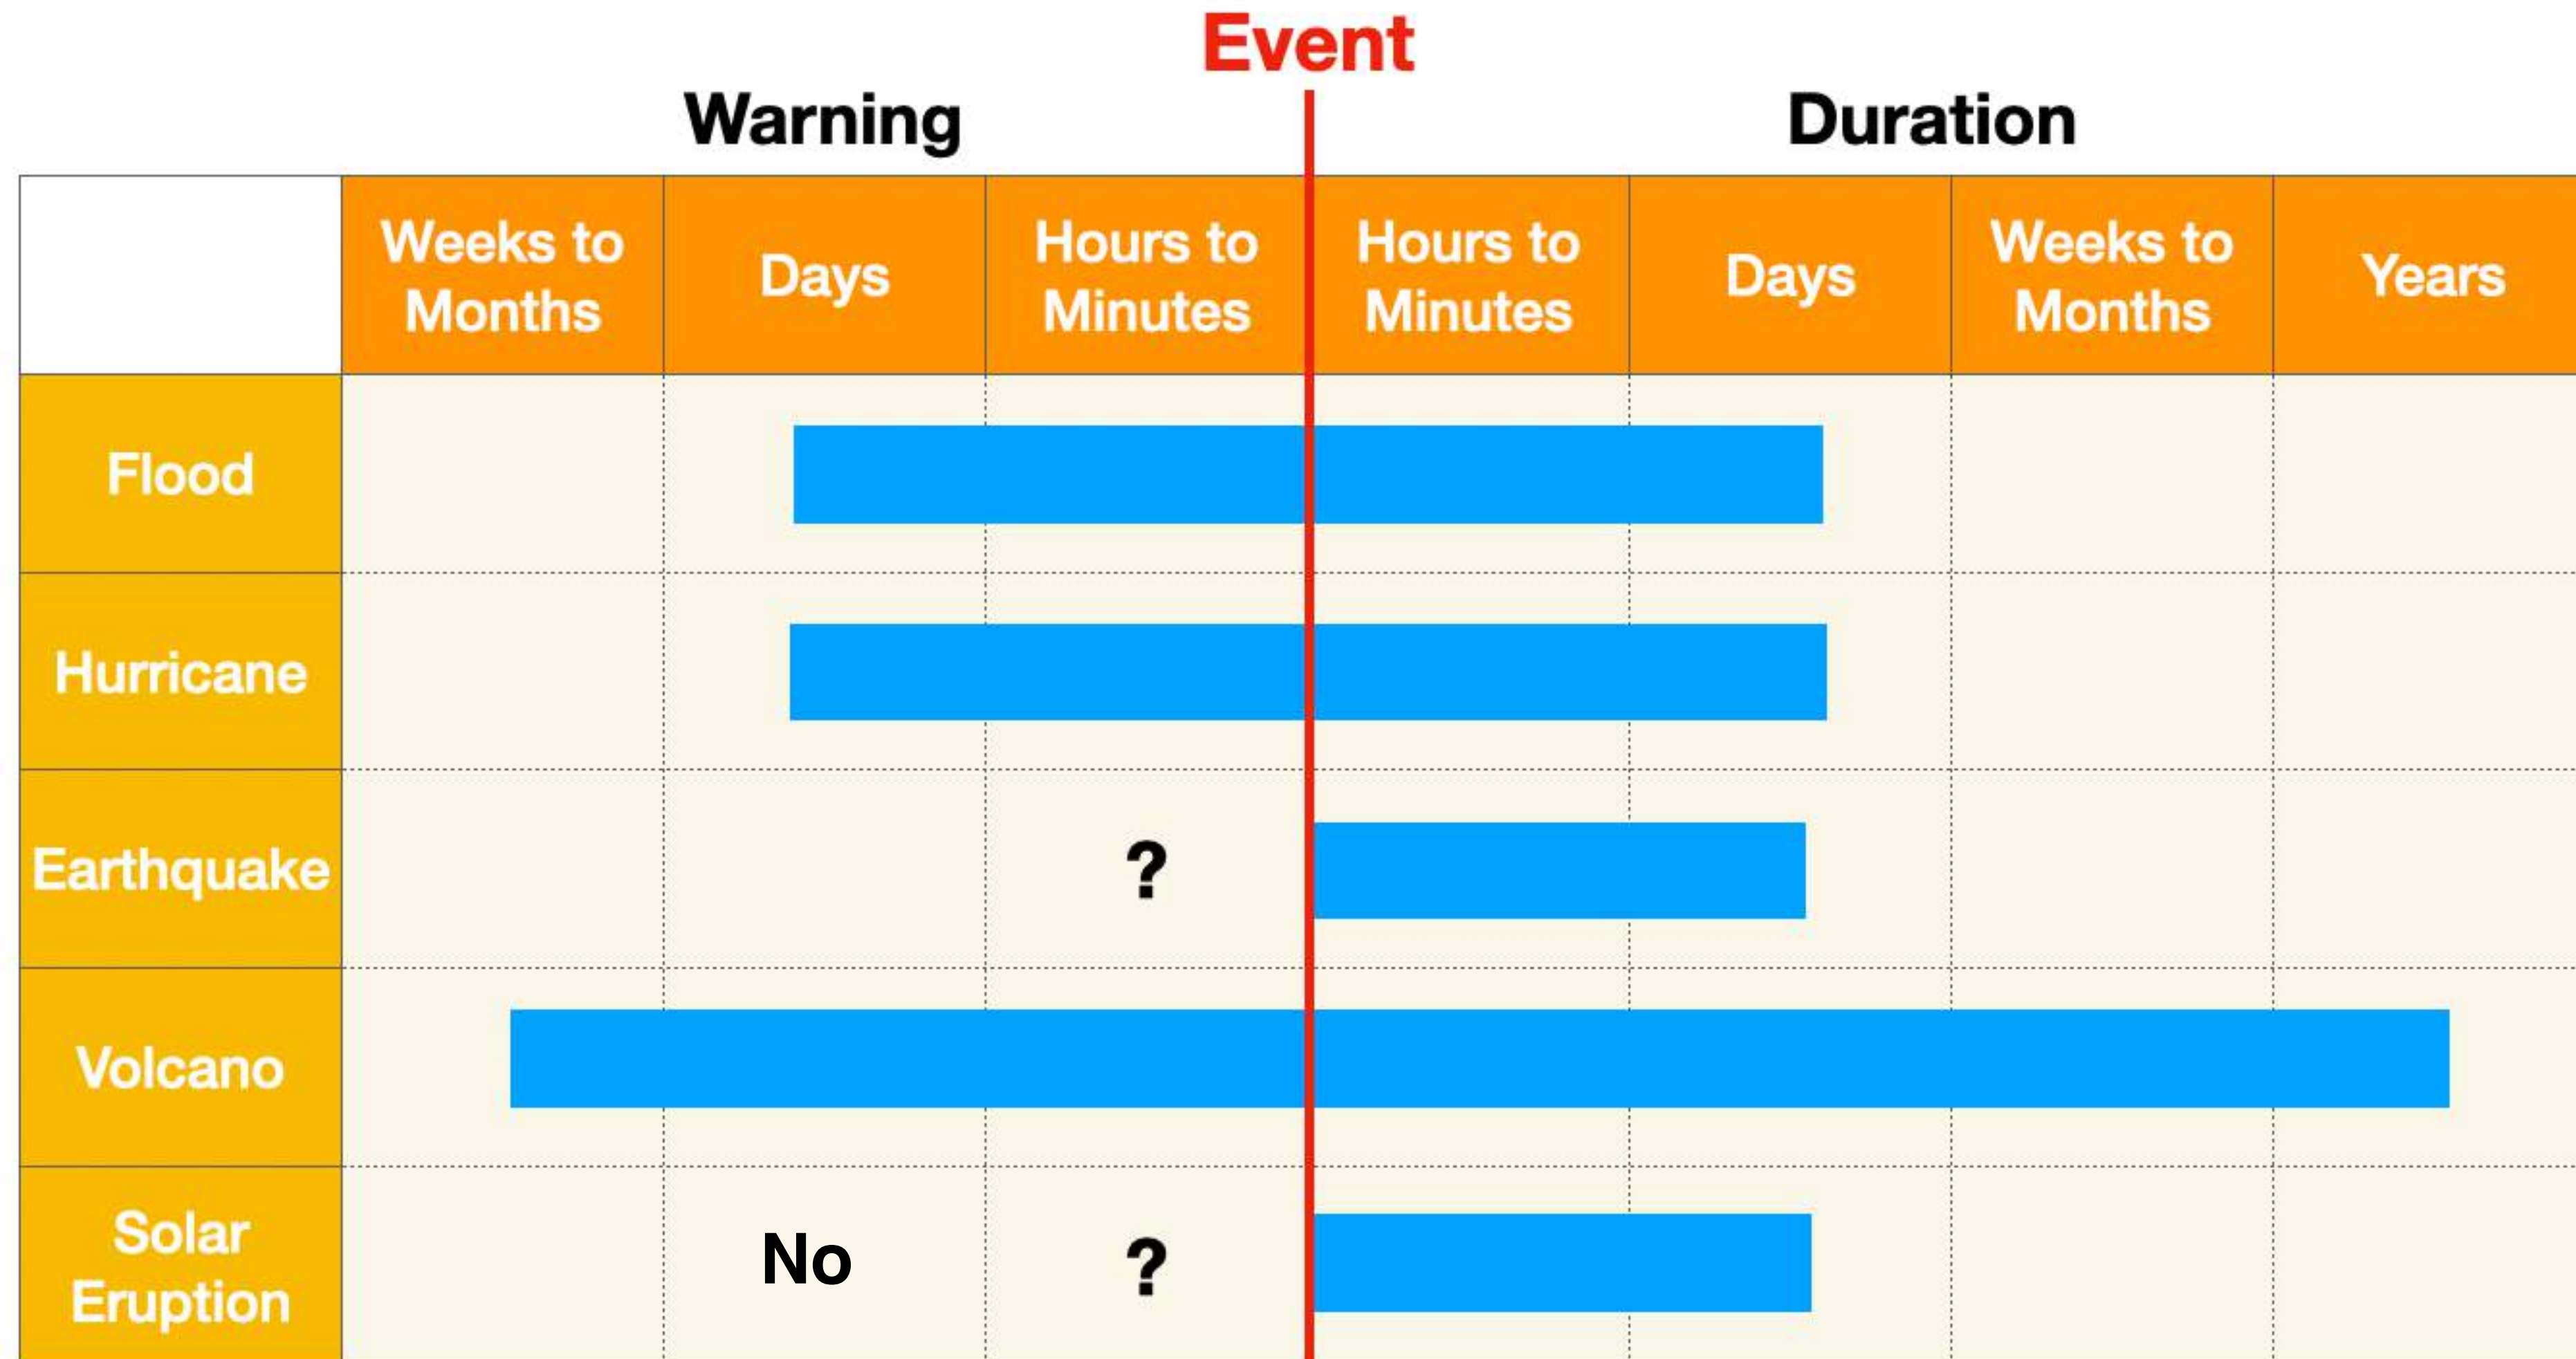 Event
Warning
Duration
Weeks to
Months
Days
Hours to
Minutes
Hours to
Minutes
Days
Weeks to
Months
Years
Flood
Hurricane
Earthquake
?
Volcano
Solar
Eruption
No
?